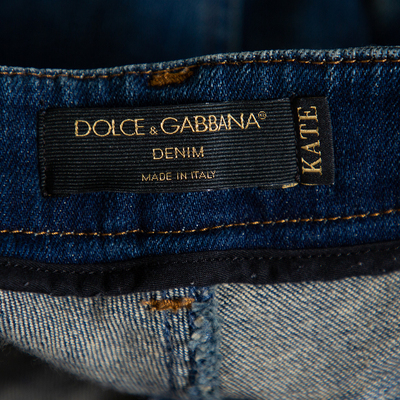 DOLCE & GABBANA®
DENIM
MADE IN ITALY
KATE